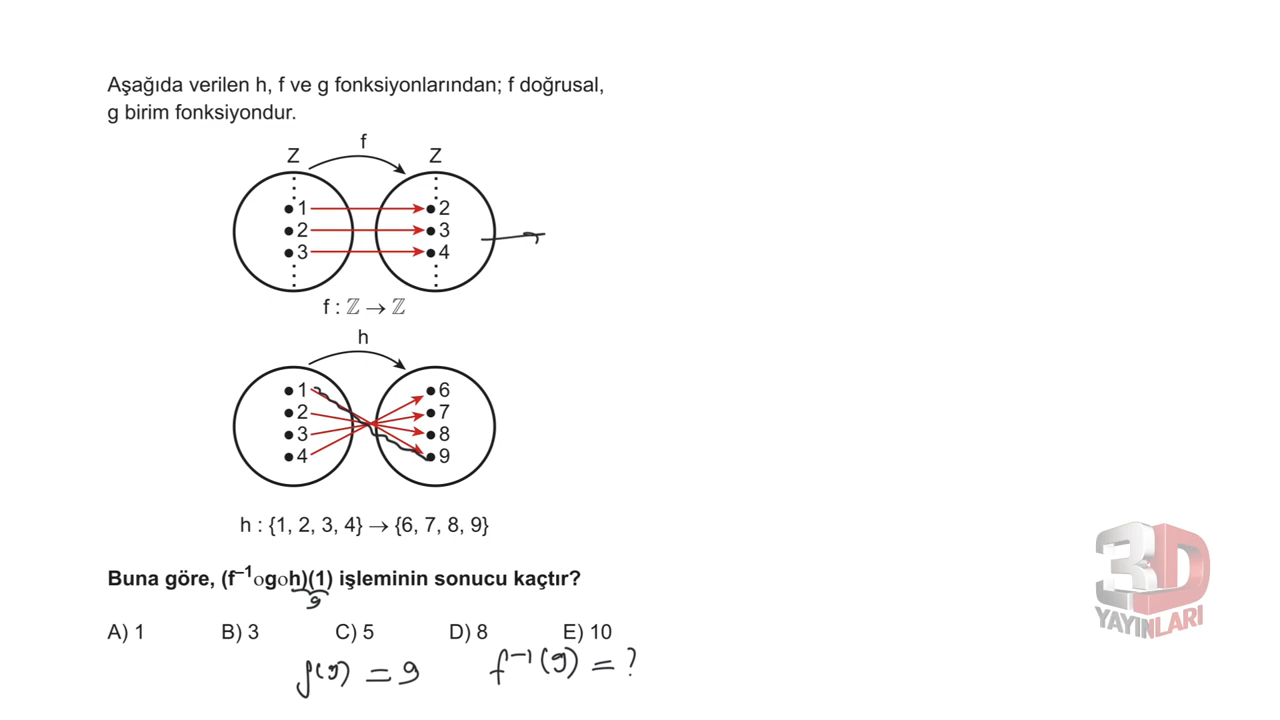 Aşağıda verilen h, f ve g fonksiyonlarından; f doğrusal,
g birim fonksiyondur.
f
Z Z
1 2
2 3
3 4
f : ℤ → ℤ
h
1 6
2 7
3 8
4 9
h : {1, 2, 3, 4} → {6, 7, 8, 9}
Buna göre, (f⁻¹ogoh)(1) işleminin sonucu kaçtır?
9
A) 1 B) 3 C) 5 D) 8 E) 10
g(9) = 9 f⁻¹(9) = ?
3D
YAYINLARI